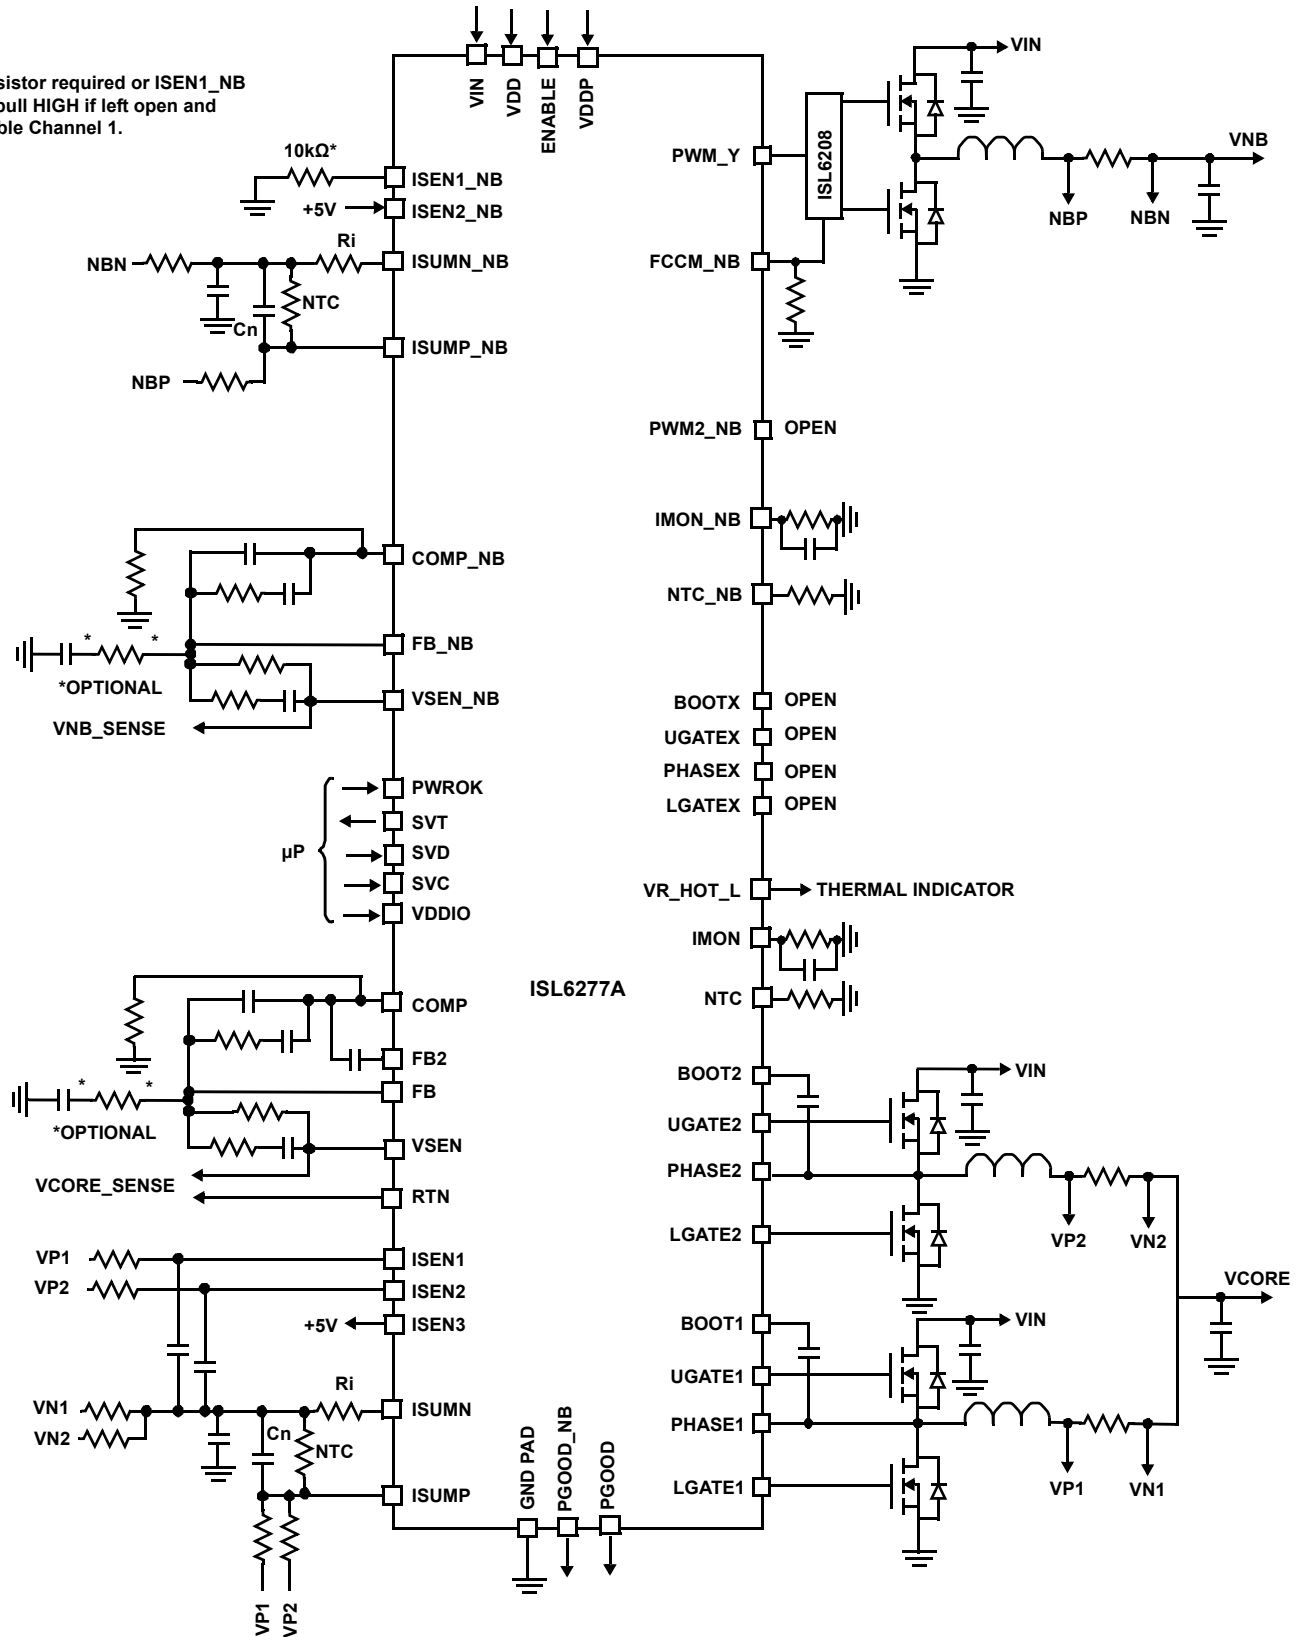 sistor required or ISEN1_NB
pull HIGH if left open and
ble Channel 1.
VIN
VDD
ENABLE
VDDP
10kΩ*
ISEN1_NB
+5V
ISEN2_NB
NBN
Ri
ISUMN_NB
NTC
Cn
ISUMP_NB
NBP
COMP_NB
FB_NB
* *
*OPTIONAL
VSEN_NB
VNB_SENSE
µP
PWROK
SVT
SVD
SVC
VDDIO
COMP
FB2
FB
* *
*OPTIONAL
VSEN
VCORE_SENSE
RTN
VP1
ISEN1
VP2
ISEN2
+5V
ISEN3
VN1
VN2
Ri
ISUMN
Cn
NTC
ISUMP
VP1
VP2
ISL6277A
GND PAD
PGOOD_NB
PGOOD
PWM_Y
ISL6208
VIN
VNB
NBP
NBN
FCCM_NB
PWM2_NB
OPEN
IMON_NB
NTC_NB
BOOTX
OPEN
UGATEX
OPEN
PHASEX
OPEN
LGATEX
OPEN
VR_HOT_L
THERMAL INDICATOR
IMON
NTC
BOOT2
VIN
UGATE2
PHASE2
LGATE2
VP2
VN2
VCORE
BOOT1
VIN
UGATE1
PHASE1
LGATE1
VP1
VN1